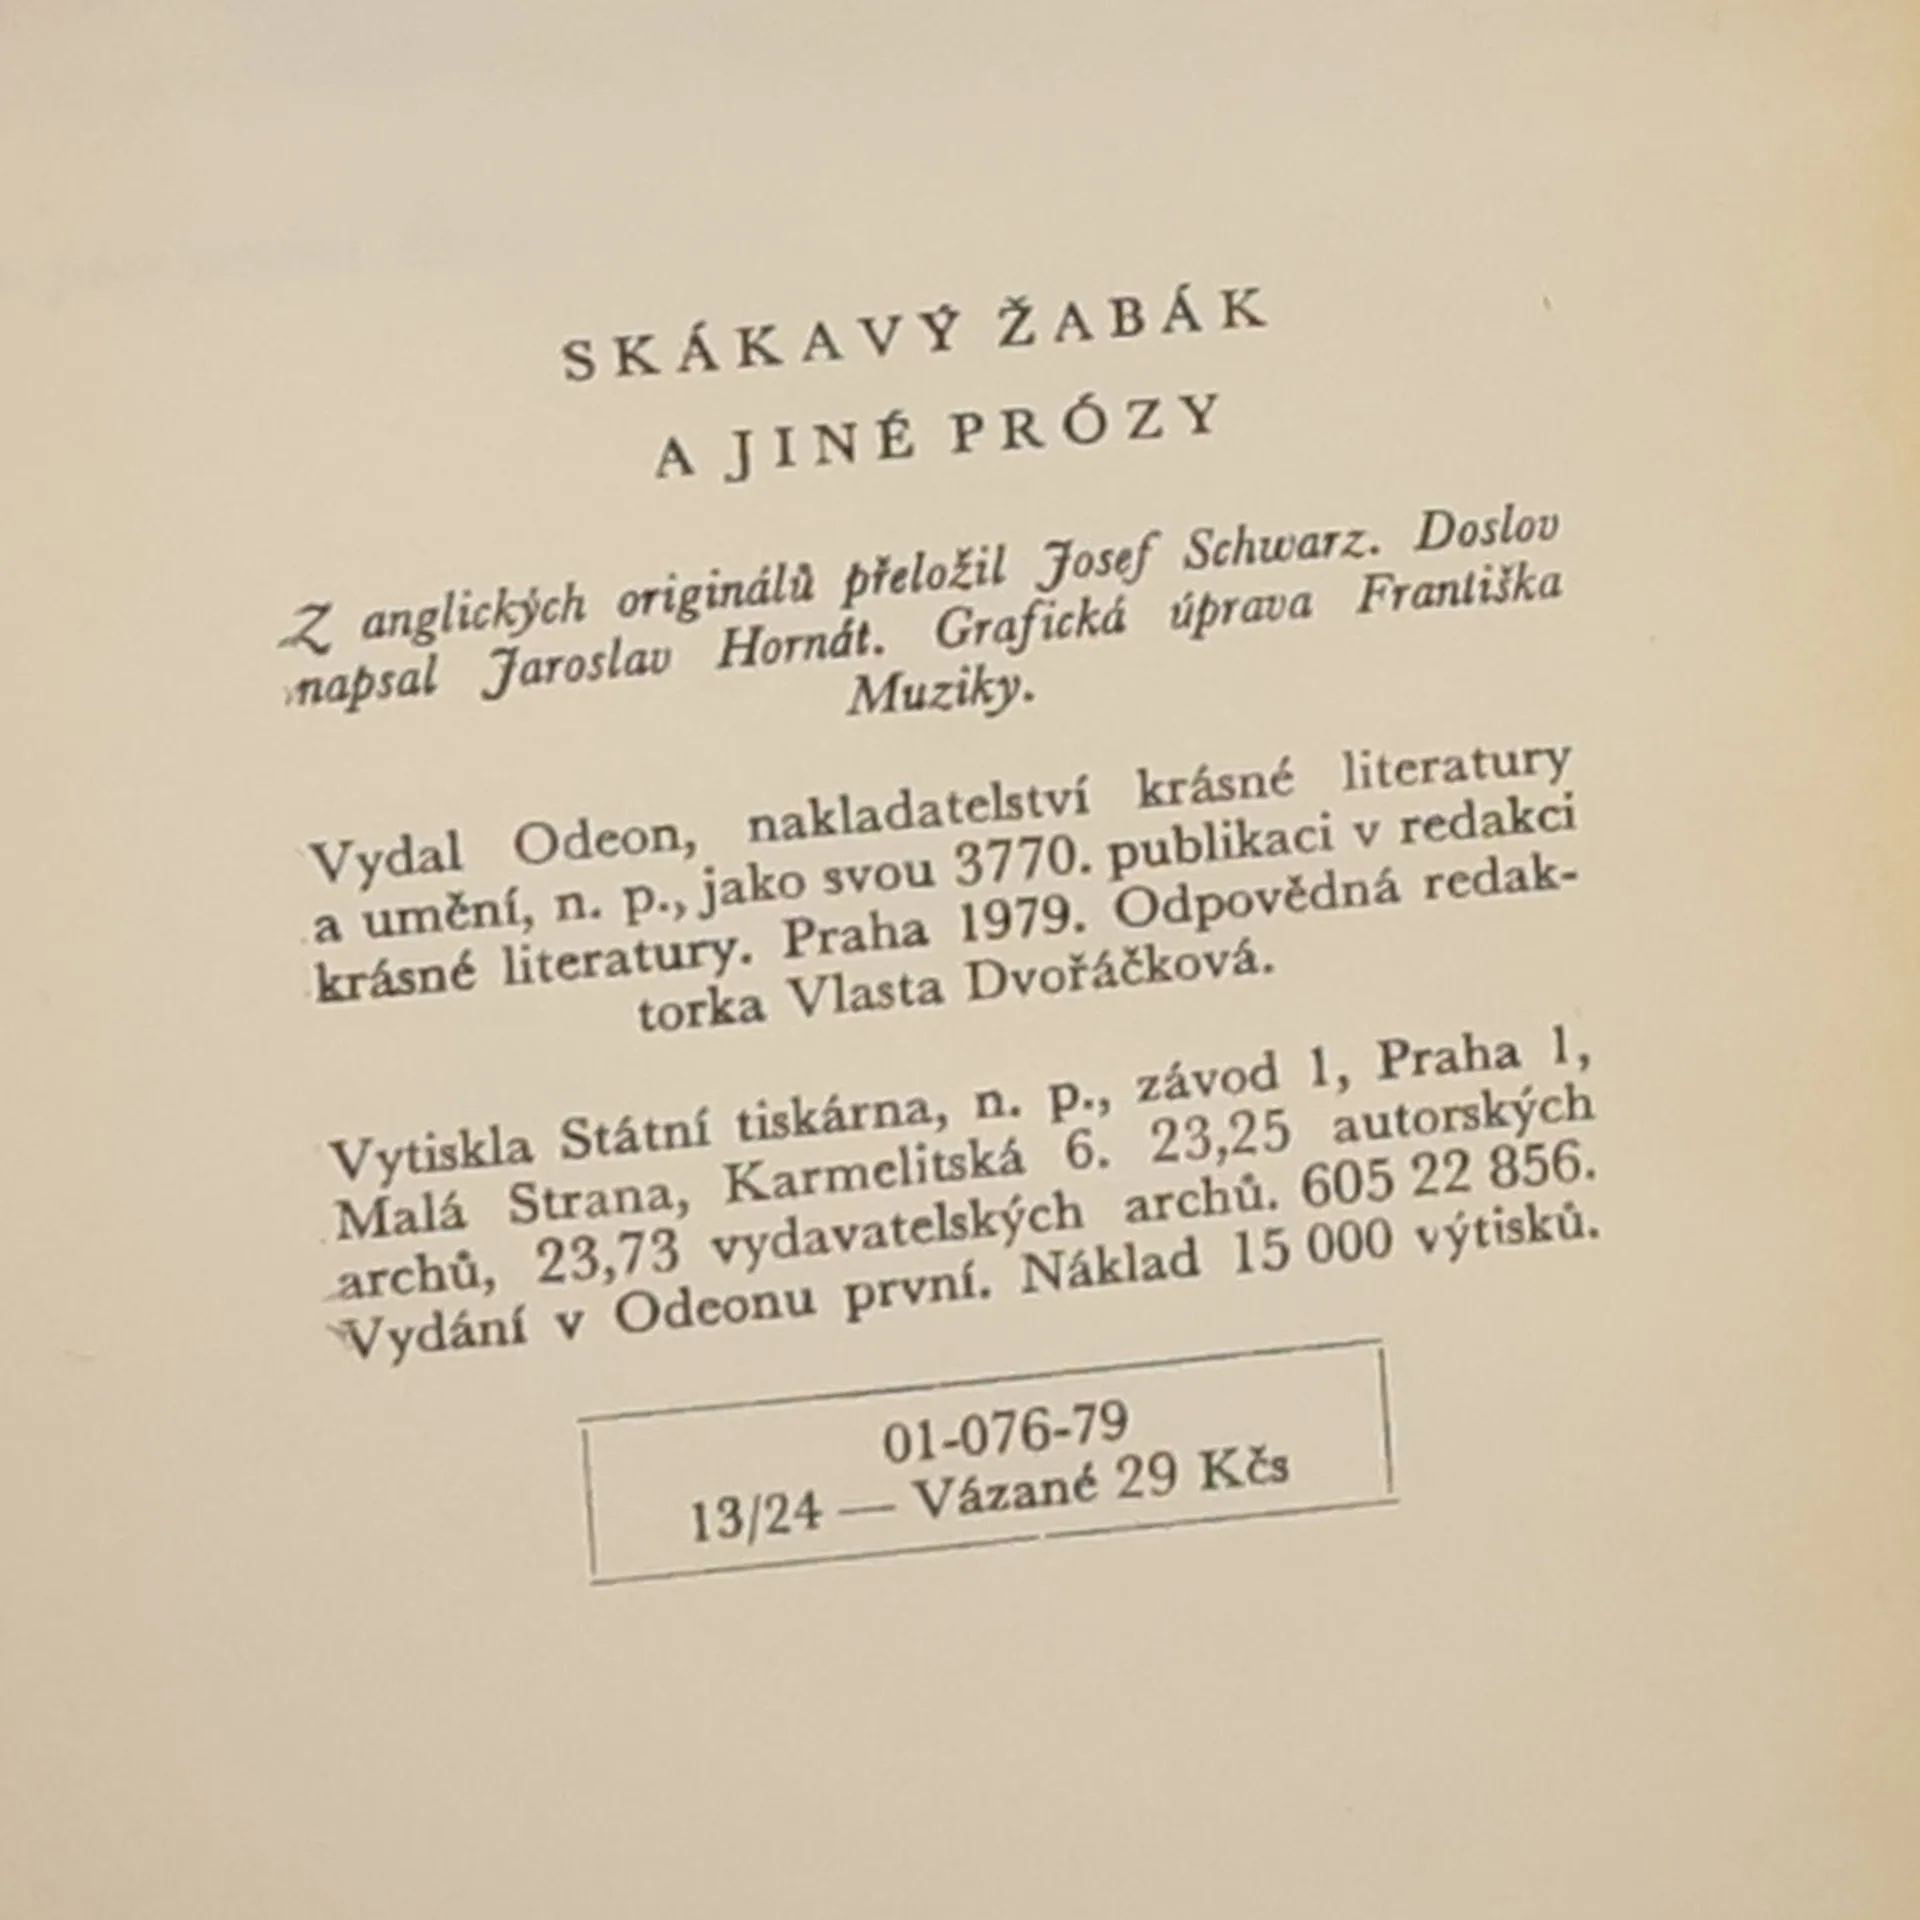 SKÁKAVÝ ŽABÁK
A JINÉ PRÓZY
Z anglických originálů přeložil Josef Schwarz. Doslov
napsal Jaroslav Hornát. Grafická úprava Františka
Muziky.
Vydal Odeon, nakladatelství krásné literatury
a umění, n. p., jako svou 3770. publikaci v redakci
krásné literatury. Praha 1979. Odpovědná redak-
torka Vlasta Dvořáčková.
Vytiskla Státní tiskárna, n. p., závod 1, Praha 1,
Malá Strana, Karmelitská 6. 23,25 autorských
archů, 23,73 vydavatelských archů. 605 22 856.
Vydání v Odeonu první. Náklad 15 000 výtisků.
01-076-79
13/24 — Vázané 29 Kčs